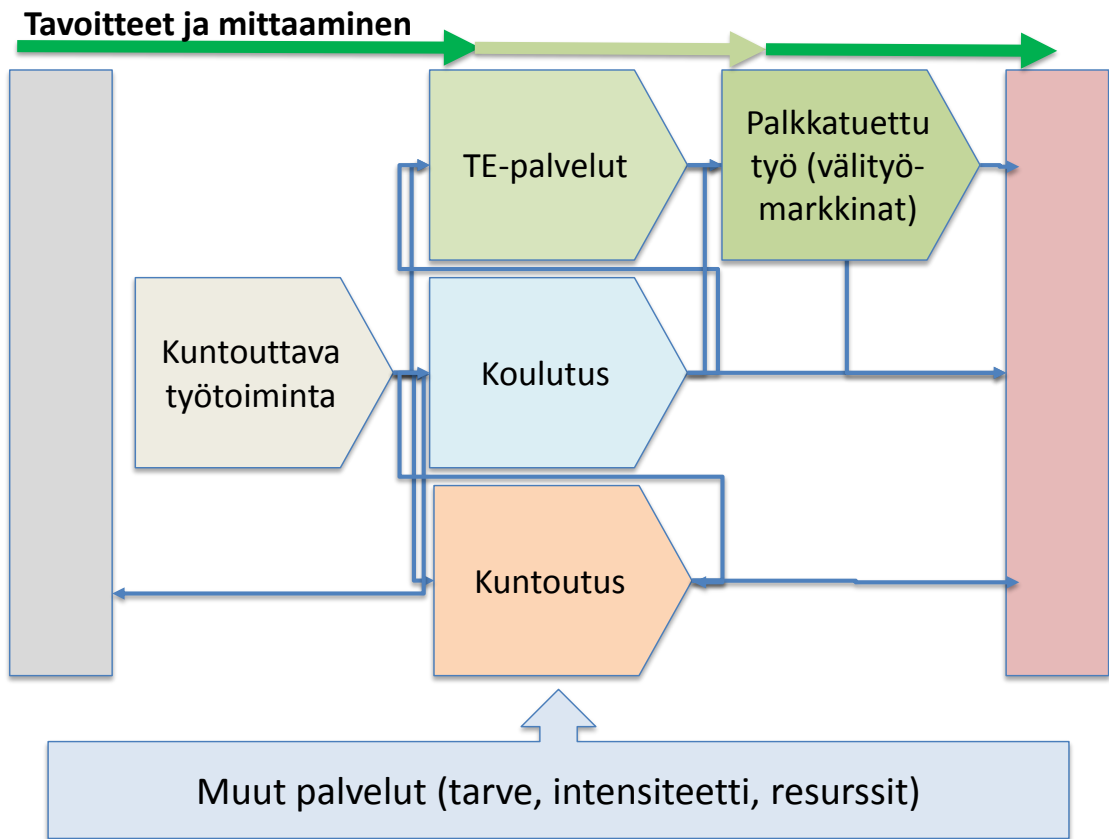 Tavoitteet ja mittaaminen
TE-palvelut
Palkkatuettu
työ (välityö-
markkinat)
Kuntouttava
työtoiminta
Koulutus
Kuntoutus
Muut palvelut (tarve, intensiteetti, resurssit)